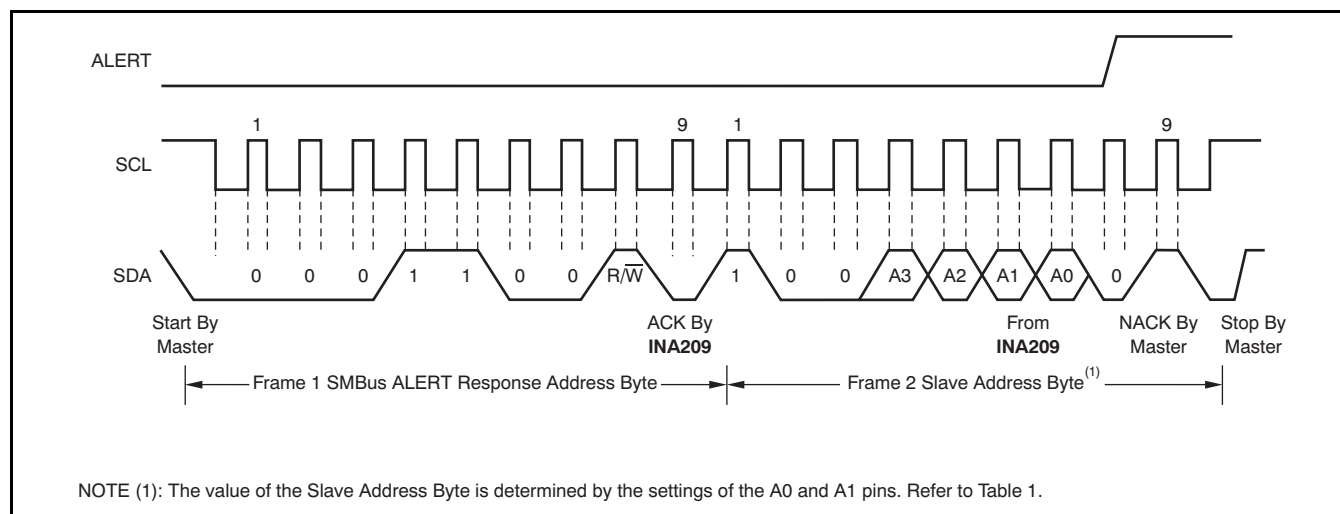 ALERT
1 9 1 9
SCL
SDA 0 0 0 1 1 0 0 R/W̅ 1 0 0 A3 A2 A1 A0 0
Start By Master
ACK By INA209
From INA209
NACK By Master
Stop By Master
Frame 1 SMBus ALERT Response Address Byte
Frame 2 Slave Address Byte(1)
NOTE (1): The value of the Slave Address Byte is determined by the settings of the A0 and A1 pins. Refer to Table 1.